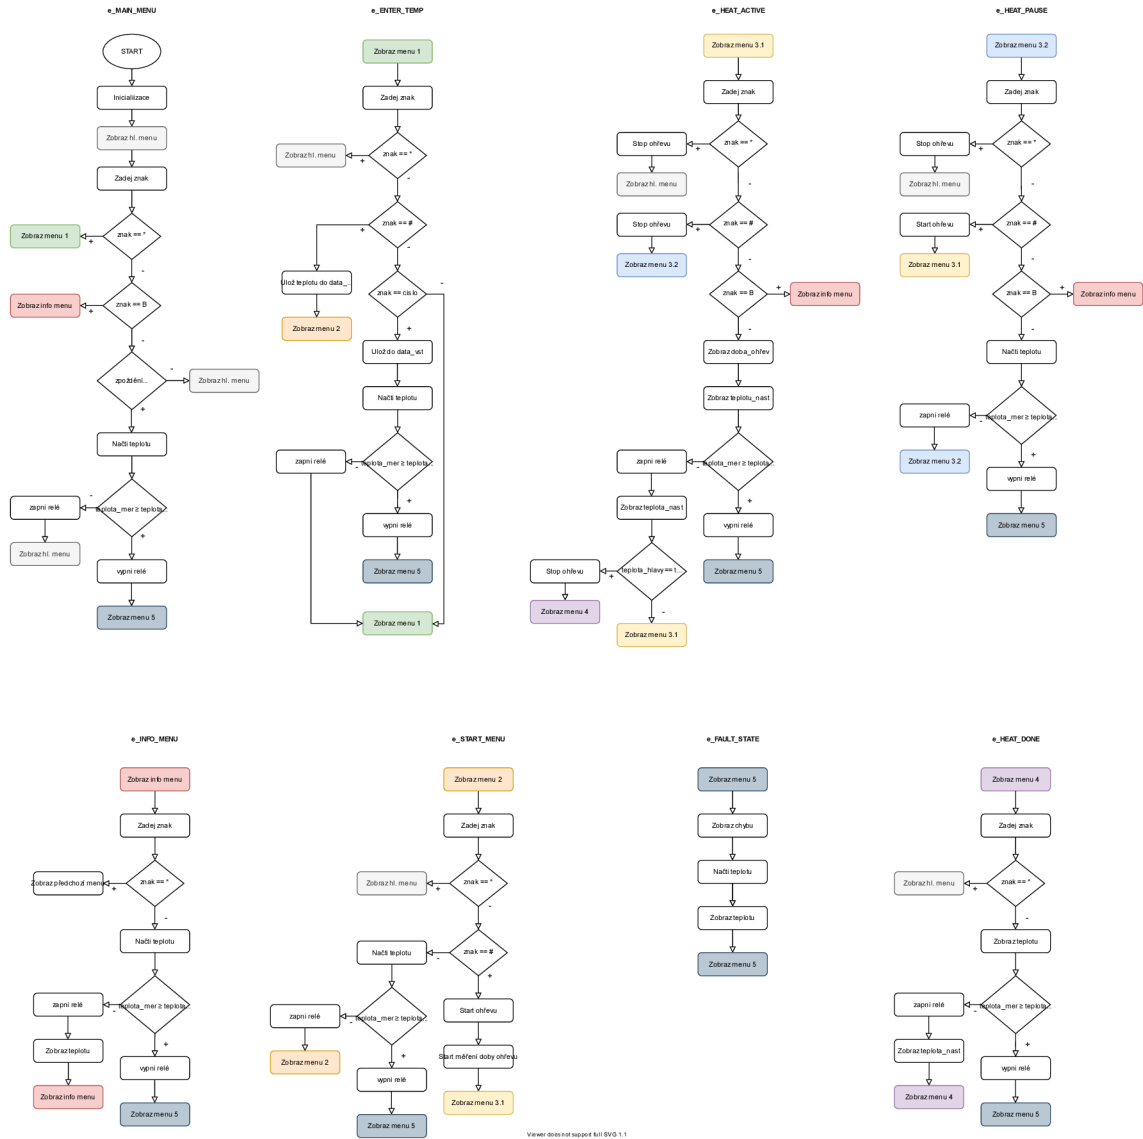 e_MAIN_MENU
START
Inicializace
Zobraz hl. menu
Zadej znak
znak == *
+
Zobraz menu 1
-
znak == B
+
Zobraz info menu
-
zpoždění...
-
Zobraz hl. menu
+
Načti teplotu
teplota_mer ≥ teplota...
-
zapni relé
Zobraz hl. menu
+
vypni relé
Zobraz menu 5
e_ENTER_TEMP
Zobraz menu 1
Zadej znak
znak == *
+
Zobraz hl. menu
-
znak == #
+
Ulož teplotu do data_...
Zobraz menu 2
-
znak == cislo
-
+
Ulož do data_vst
Načti teplotu
teplota_mer ≥ teplota...
-
zapni relé
+
vypni relé
Zobraz menu 5
Zobraz menu 1
e_HEAT_ACTIVE
Zobraz menu 3.1
Zadej znak
znak == *
+
Stop ohřevu
Zobraz hl. menu
-
znak == #
+
Stop ohřevu
Zobraz menu 3.2
-
znak == B
+
Zobraz info menu
-
Zobraz doba_ohřev
Zobraz teplotu_nast
teplota_mer ≥ teplota...
-
zapni relé
Zobraz teplota_nast
teplota_hlavy == t...
+
Stop ohřevu
Zobraz menu 4
-
Zobraz menu 3.1
+
vypni relé
Zobraz menu 5
e_HEAT_PAUSE
Zobraz menu 3.2
Zadej znak
znak == *
+
Stop ohřevu
Zobraz hl. menu
-
znak == #
+
Start ohřevu
Zobraz menu 3.1
-
znak == B
+
Zobraz info menu
-
Načti teplotu
teplota_mer ≥ teplota...
-
zapni relé
Zobraz menu 3.2
+
vypni relé
Zobraz menu 5
e_INFO_MENU
Zobraz info menu
Zadej znak
znak == *
+
Zobraz předchozí menu
-
Načti teplotu
teplota_mer ≥ teplota...
-
zapni relé
Zobraz teplotu
Zobraz info menu
+
vypni relé
Zobraz menu 5
e_START_MENU
Zobraz menu 2
Zadej znak
znak == *
+
Zobraz hl. menu
-
znak == #
-
Načti teplotu
teplota_mer ≥ teplota...
-
zapni relé
Zobraz menu 2
+
vypni relé
Zobraz menu 5
+
Start ohřevu
Start měření doby ohřevu
Zobraz menu 3.1
e_FAULT_STATE
Zobraz menu 5
Zobraz chybu
Načti teplotu
Zobraz teplotu
Zobraz menu 5
e_HEAT_DONE
Zobraz menu 4
Zadej znak
znak == *
+
Zobraz hl. menu
-
Zobraz teplotu
teplota_mer ≥ teplota...
-
zapni relé
Zobraz teplota_nast
Zobraz menu 4
+
vypni relé
Zobraz menu 5
Viewer does not support full SVG 1.1